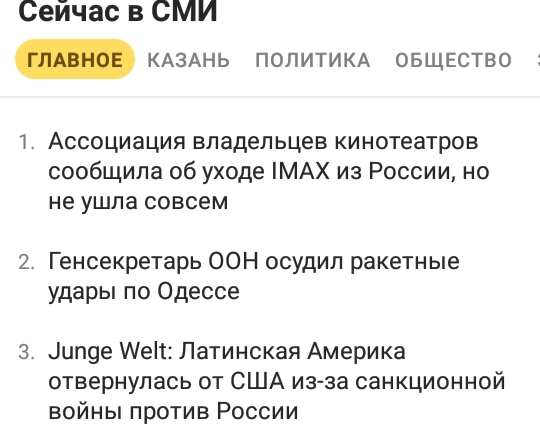 Сейчас в СМИ
ГЛАВНОЕ КАЗАНЬ ПОЛИТИКА ОБЩЕСТВО
1. Ассоциация владельцев кинотеатров
сообщила об уходе IMAX из России, но
не ушла совсем
2. Генсекретарь ООН осудил ракетные
удары по Одессе
3. Junge Welt: Латинская Америка
отвернулась от США из-за санкционной
войны против России